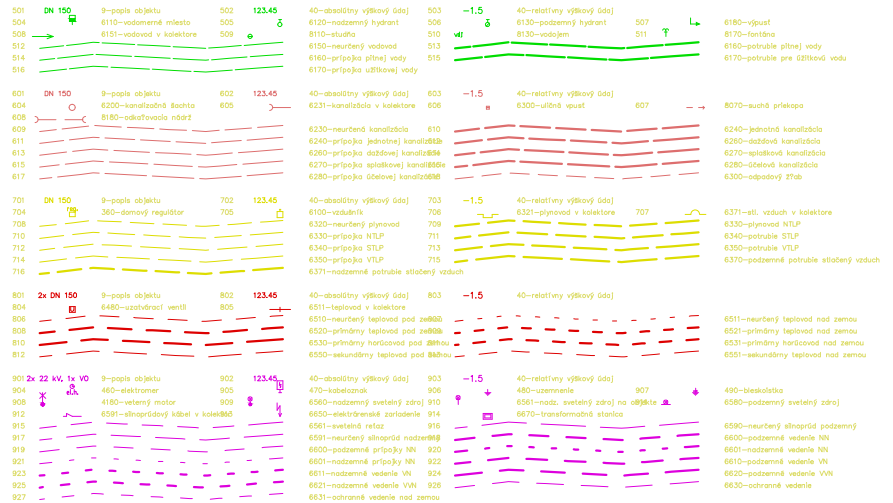 501 DN 150 9-popis objektu 502 123.45 40-absolútny výškový údaj 503 -1.5 40-relatívny výškový údaj
504 6110-vodomerné miesto 505 6120-nadzemný hydrant 506 6130-podzemný hydrant 507 6180-výpusť
508 6151-vodovod v kolektore 509 8110-studňa 510 8130-vodojem 511 8170-fontána
512 6150-neurčený vodovod 513 6160-potrubie pitnej vody
514 6160-prípojka pitnej vody 515 6170-potrubie pre úžitkovú vodu
516 6170-prípojka užitkovej vody
601 DN 150 9-popis objektu 602 123.45 40-absolútny výškový údaj 603 -1.5 40-relatívny výškový údaj
604 6200-kanalizačná šachta 605 6231-kanalizácia v kolektore 606 6300-uličná vpusť 607 8070-suchá priekopa
608 8180-odkaľovacia nádrž
609 6230-neurčená kanalizácia 610 6240-jednotná kanalizácia
611 6240-prípojka jednotnej 6260-dažďová kanalizácia
613 6260-prípojka dažďovej 6270-splašková kanalizácia
615 6270-prípojka 6280-účelová kanalizácia
617 6280-prípojka účelovej 6300-odpadový žľab
701 DN 150 9-popis objektu 702 123.45 40-absolútny výškový údaj 703 -1.5 40-relatívny výškový údaj
704 360-domový regulátor 705 6100-vzdušník 706 6321-plynovod v kolektore 707 6371-stl. vzduch v kolektore
708 6320-neurčený plynovod 709 6330-plynovod NTLP
710 6330-prípojka NTLP 711 6340-potrubie STLP
712 6340-prípojka STLP 713 6350-potrubie VTLP
714 6350-prípojka VTLP 715 6370-podzemné potrubie stlačený vzduch
716 6371-nadzemné potrubie stlačený vzduch
801 2x DN 150 9-popis objektu 802 123.45 40-absolútny výškový údaj 803 -1.5 40-relatívny výškový údaj
804 6480-uzatvárací ventil 805 6511-teplovod v kolektore
806 6510-neurčený teplovod pod 6511-neurčený teplovod nad zemou
808 6520-primárny teplovod pod 6521-primárny teplovod nad zemou
810 6530-primárny horúcovod pod 6531-primárny horúcovod nad zemou
812 6550-sekundárny teplovod pod 6551-sekundárny teplovod nad zemou
901 2x 22 kV, 1x VO 9-popis objektu 902 123.45 40-absolútny výškový údaj 903 -1.5 40-relatívny výškový údaj
904 460-elektromer 905 470-kabeloznak 906 480-uzemnenie 907 490-bleskoistka
908 4180-veterný motor 909 6560-nadzemný svetelný zdroj 910 6561-nadz. svetelný zdroj na 6580-podzemný svetelný zdroj
912 6591-silnoprúdový kábel v 6650-elektrárenské zariadenie 914 6670-transformačná stanica
915 6561-svetelná reťaz 916 6590-neurčený silnoprúd podzemný
917 6591-neurčený silnoprúd 6600-podzemné vedenie NN
919 6600-podzemné prípojky NN 920 6601-nadzemné vedenie NN
921 6601-nadzemné prípojky NN 922 6610-podzemné vedenie VN
923 6611-nadzemné vedenie VN 924 6620-podzemné vedenie VVN
925 6621-nadzemné vedenie VVN 926 6630-ochranné vedenie
927 6631-ochranné vedenie nad zemou